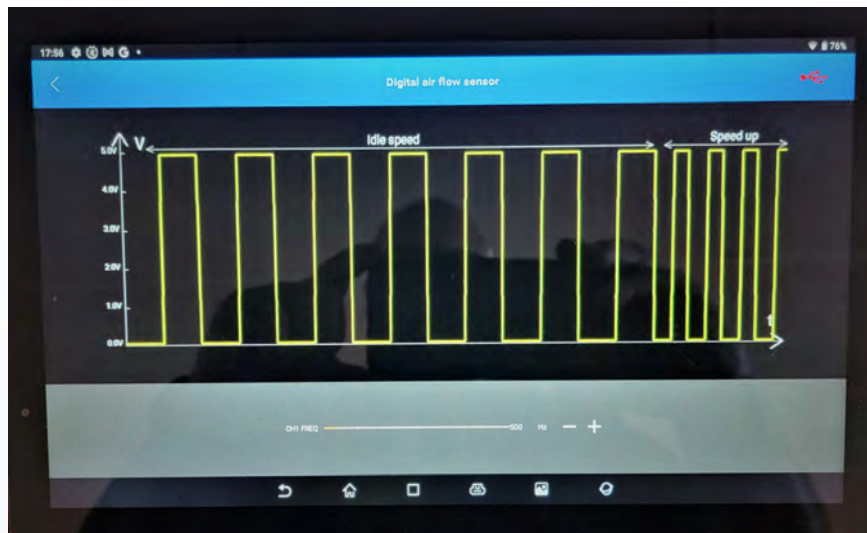 17:56 G 76%
Digital air flow sensor
V Idle speed Speed up
5.0V
4.0V
3.0V
2.0V
1.0V
0.0V
t
CH1 FREQ 500 Hz